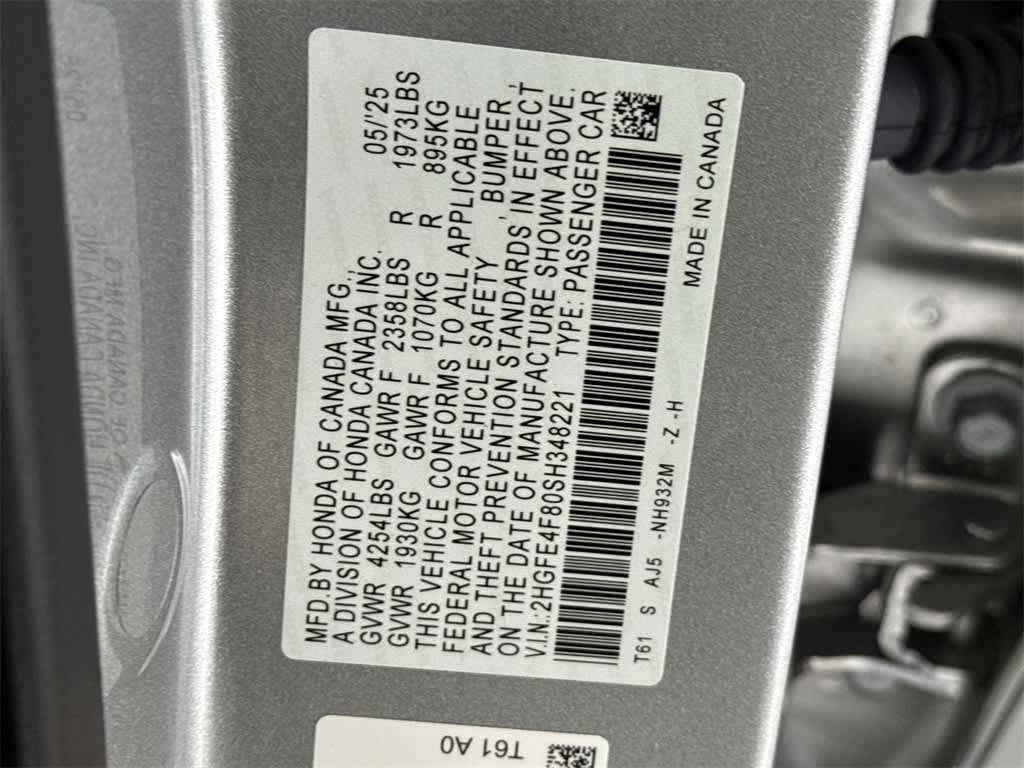 MFD.BY HONDA OF CANADA MFG., 05/'25
A DIVISION OF HONDA CANADA INC.
GVWR 4254LBS GAWR F 2358LBS R 1973LBS
GVWR 1930KG GAWR F 1070KG R 895KG
THIS VEHICLE CONFORMS TO ALL APPLICABLE
FEDERAL MOTOR VEHICLE SAFETY , BUMPER ,
AND THEFT PREVENTION STANDARDS IN EFFECT
ON THE DATE OF MANUFACTURE SHOWN ABOVE.
V.I.N.:2HGFE4F80SH348221 TYPE: PASSENGER CAR
T61 S AJ5 -NH932M -Z -H
MADE IN CANADA
T61 A0